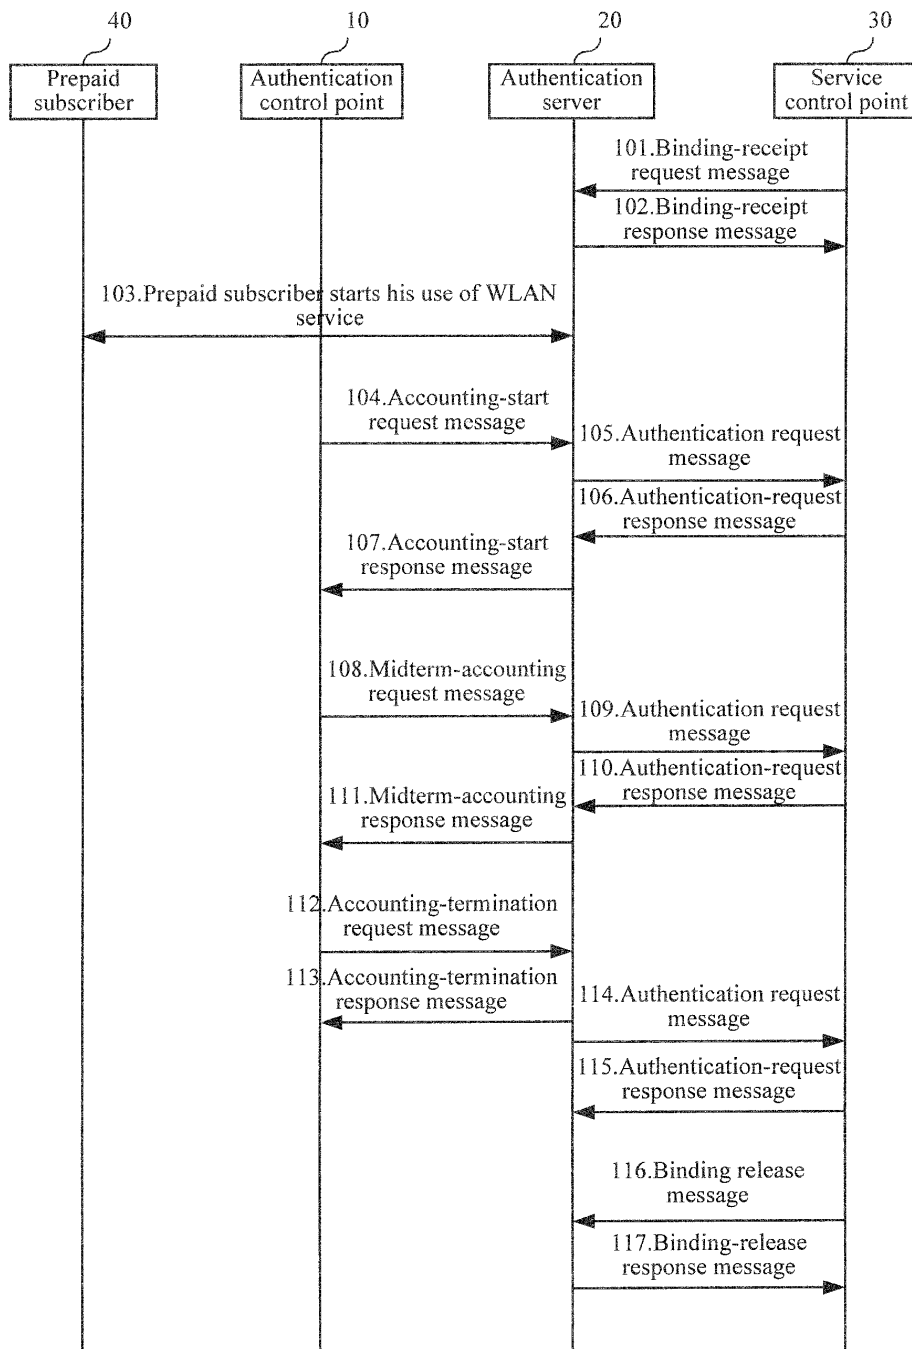 40
10
20
30
Prepaid
subscriber
Authentication
control point
Authentication
server
Service
control point
101.Binding-receipt
request message
102.Binding-receipt
response message
103.Prepaid subscriber starts his use of WLAN
service
104.Accounting-start
request message
105.Authentication request
message
106.Authentication-request
response message
107.Accounting-start
response message
108.Midterm-accounting
request message
109.Authentication request
message
110.Authentication-request
response message
111.Midterm-accounting
response message
112.Accounting-termination
request message
113.Accounting-termination
response message
114.Authentication request
message
115.Authentication-request
response message
116.Binding release
message
117.Binding-release
response message